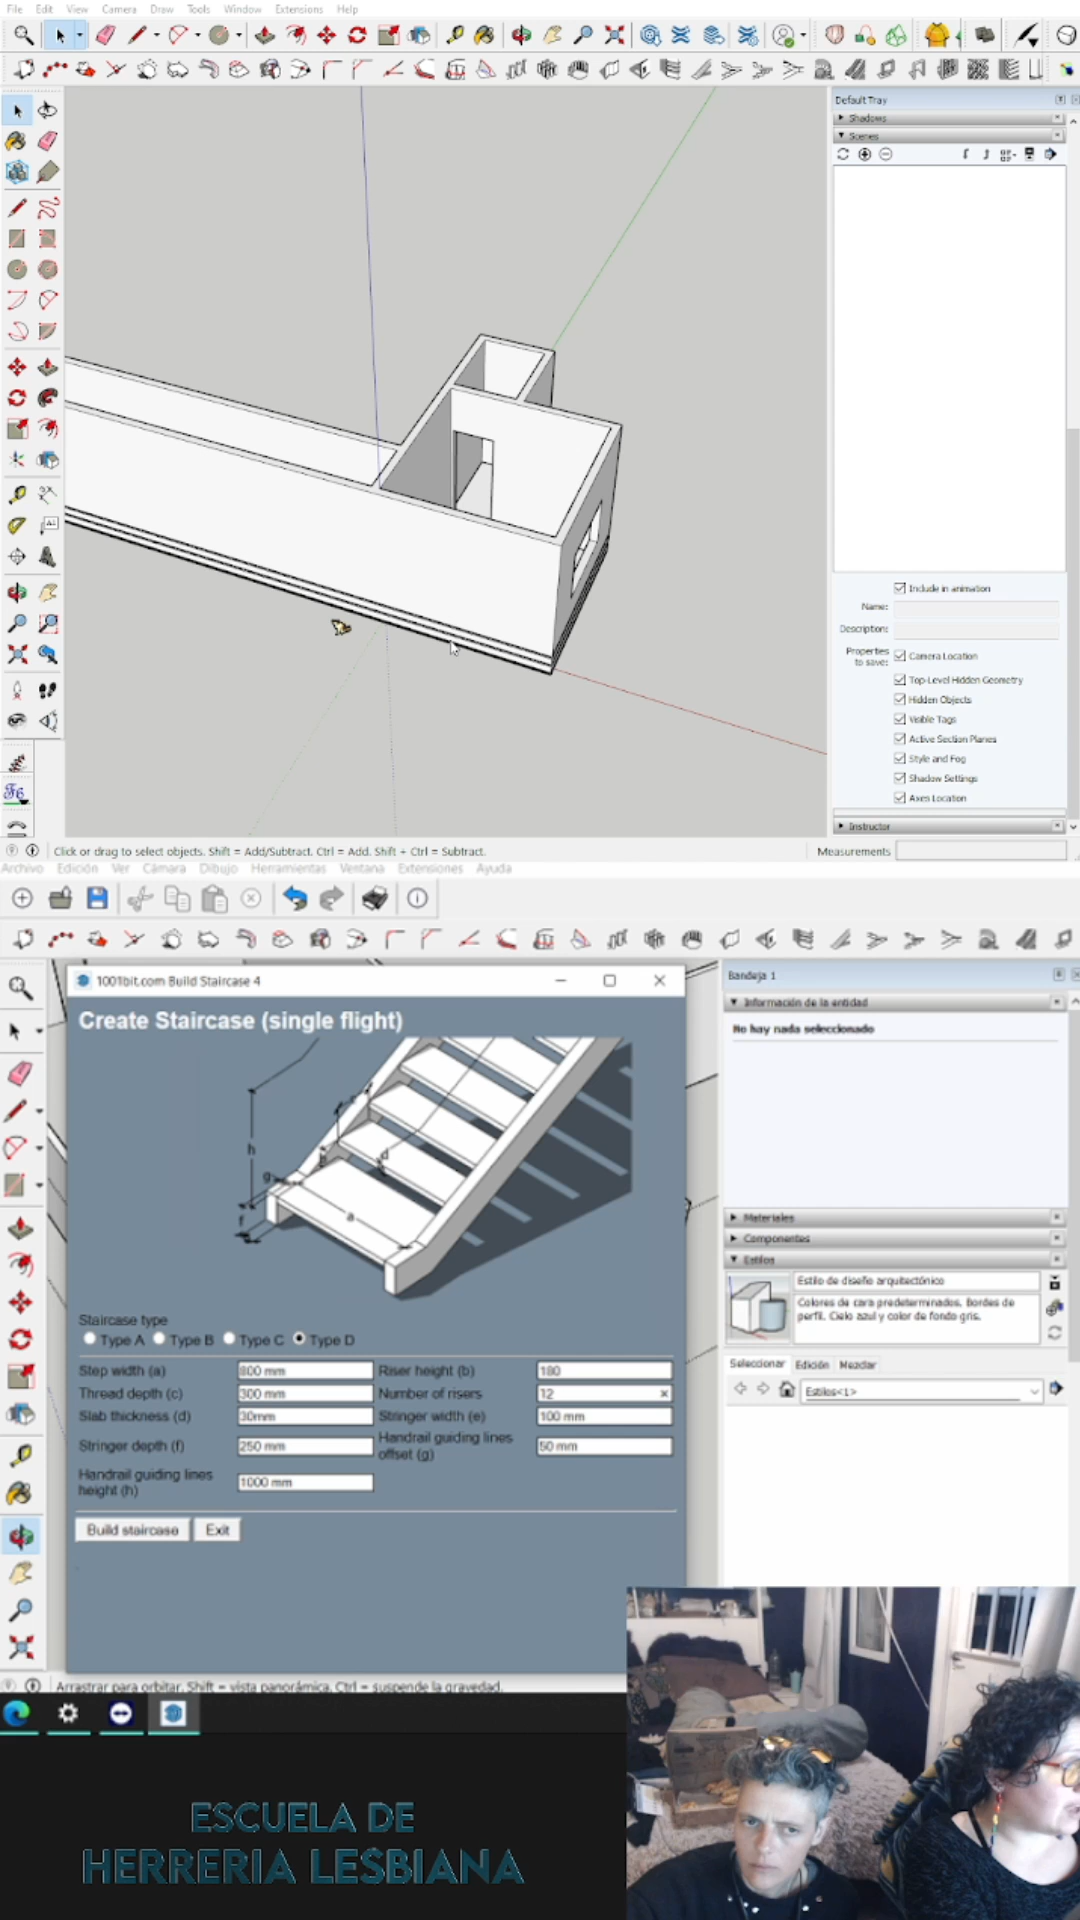 File Edit View Camera Draw Tools Window Extensions Help
Default Tray
Shadows
Scenes
Include in animation
Name:
Description:
Properties to save:
Camera Location
Top-Level Hidden Geometry
Hidden Objects
Visible Tags
Active Section Planes
Style and Fog
Shadow Settings
Axes Location
Instructor
Click or drag to select objects. Shift = Add/Subtract. Ctrl = Add. Shift + Ctrl = Subtract.
Measurements
Archivo Edición Ver Cámara Dibujo Herramientas Ventana Extensiones Ayuda
1001bit.com Build Staircase 4
Create Staircase (single flight)
h
g
d
a
f
Staircase type
Type A Type B Type C Type D
Step width (a) 800 mm Riser height (b) 180
Thread depth (c) 300 mm Number of risers 12
Slab thickness (d) 30mm Stringer width (e) 100 mm
Stringer depth (f) 250 mm Handrail guiding lines offset (g) 50 mm
Handrail guiding lines height (h) 1000 mm
Build staircase Exit
Bandeja 1
Información de la entidad
No hay nada seleccionado
Materiales
Componentes
Estilos
Estilo de diseño arquitectónico
Colores de cara predeterminados. Bordes de
perfil. Cielo azul y color de fondo gris.
Seleccionar Edición Mezclar
Estilos<1>
Arrastrar para orbitar. Shift = vista panorámica, Ctrl = suspende la gravedad.
ESCUELA DE
HERRERIA LESBIANA